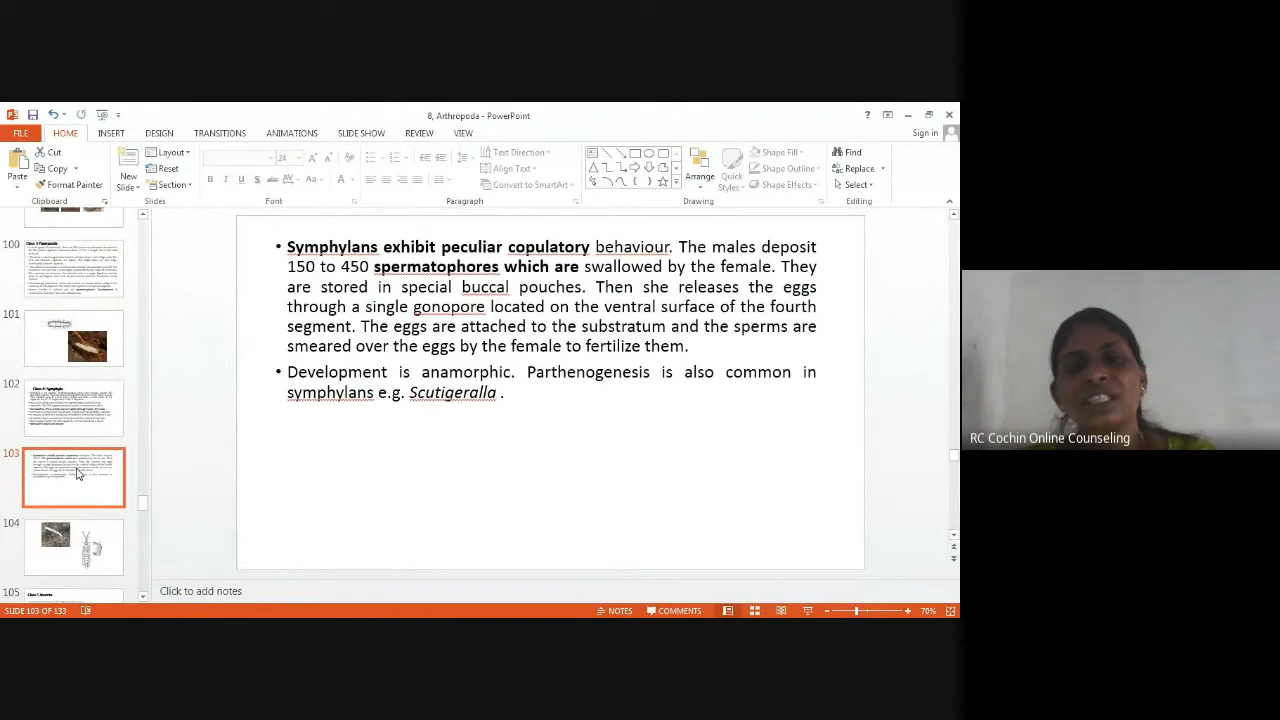 8, Arthropoda - PowerPoint
Sign in
FILE HOME INSERT DESIGN TRANSITIONS ANIMATIONS SLIDE SHOW REVIEW VIEW
Paste
Cut
Copy
Format Painter
Clipboard
New
Slide
Layout
Reset
Section
Slides
24
B I U S abc AV Aa A
Font
Text Direction
Align Text
Convert to SmartArt
Paragraph
Arrange
Quick
Styles
Shape Fill
Shape Outline
Shape Effects
Drawing
Find
Replace
Select
Editing
100
101
102
103
104
105
• Symphylans exhibit peculiar copulatory behaviour. The males deposit
150 to 450 spermatophores which are swallowed by the female. They
are stored in special buccal pouches. Then she releases the eggs
through a single gonopore located on the ventral surface of the fourth
segment. The eggs are attached to the substratum and the sperms are
smeared over the eggs by the female to fertilize them.
• Development is anamorphic. Parthenogenesis is also common in
symphylans e.g. Scutigeralla .
Click to add notes
SLIDE 103 OF 133
NOTES
COMMENTS
70%
RC Cochin Online Counseling